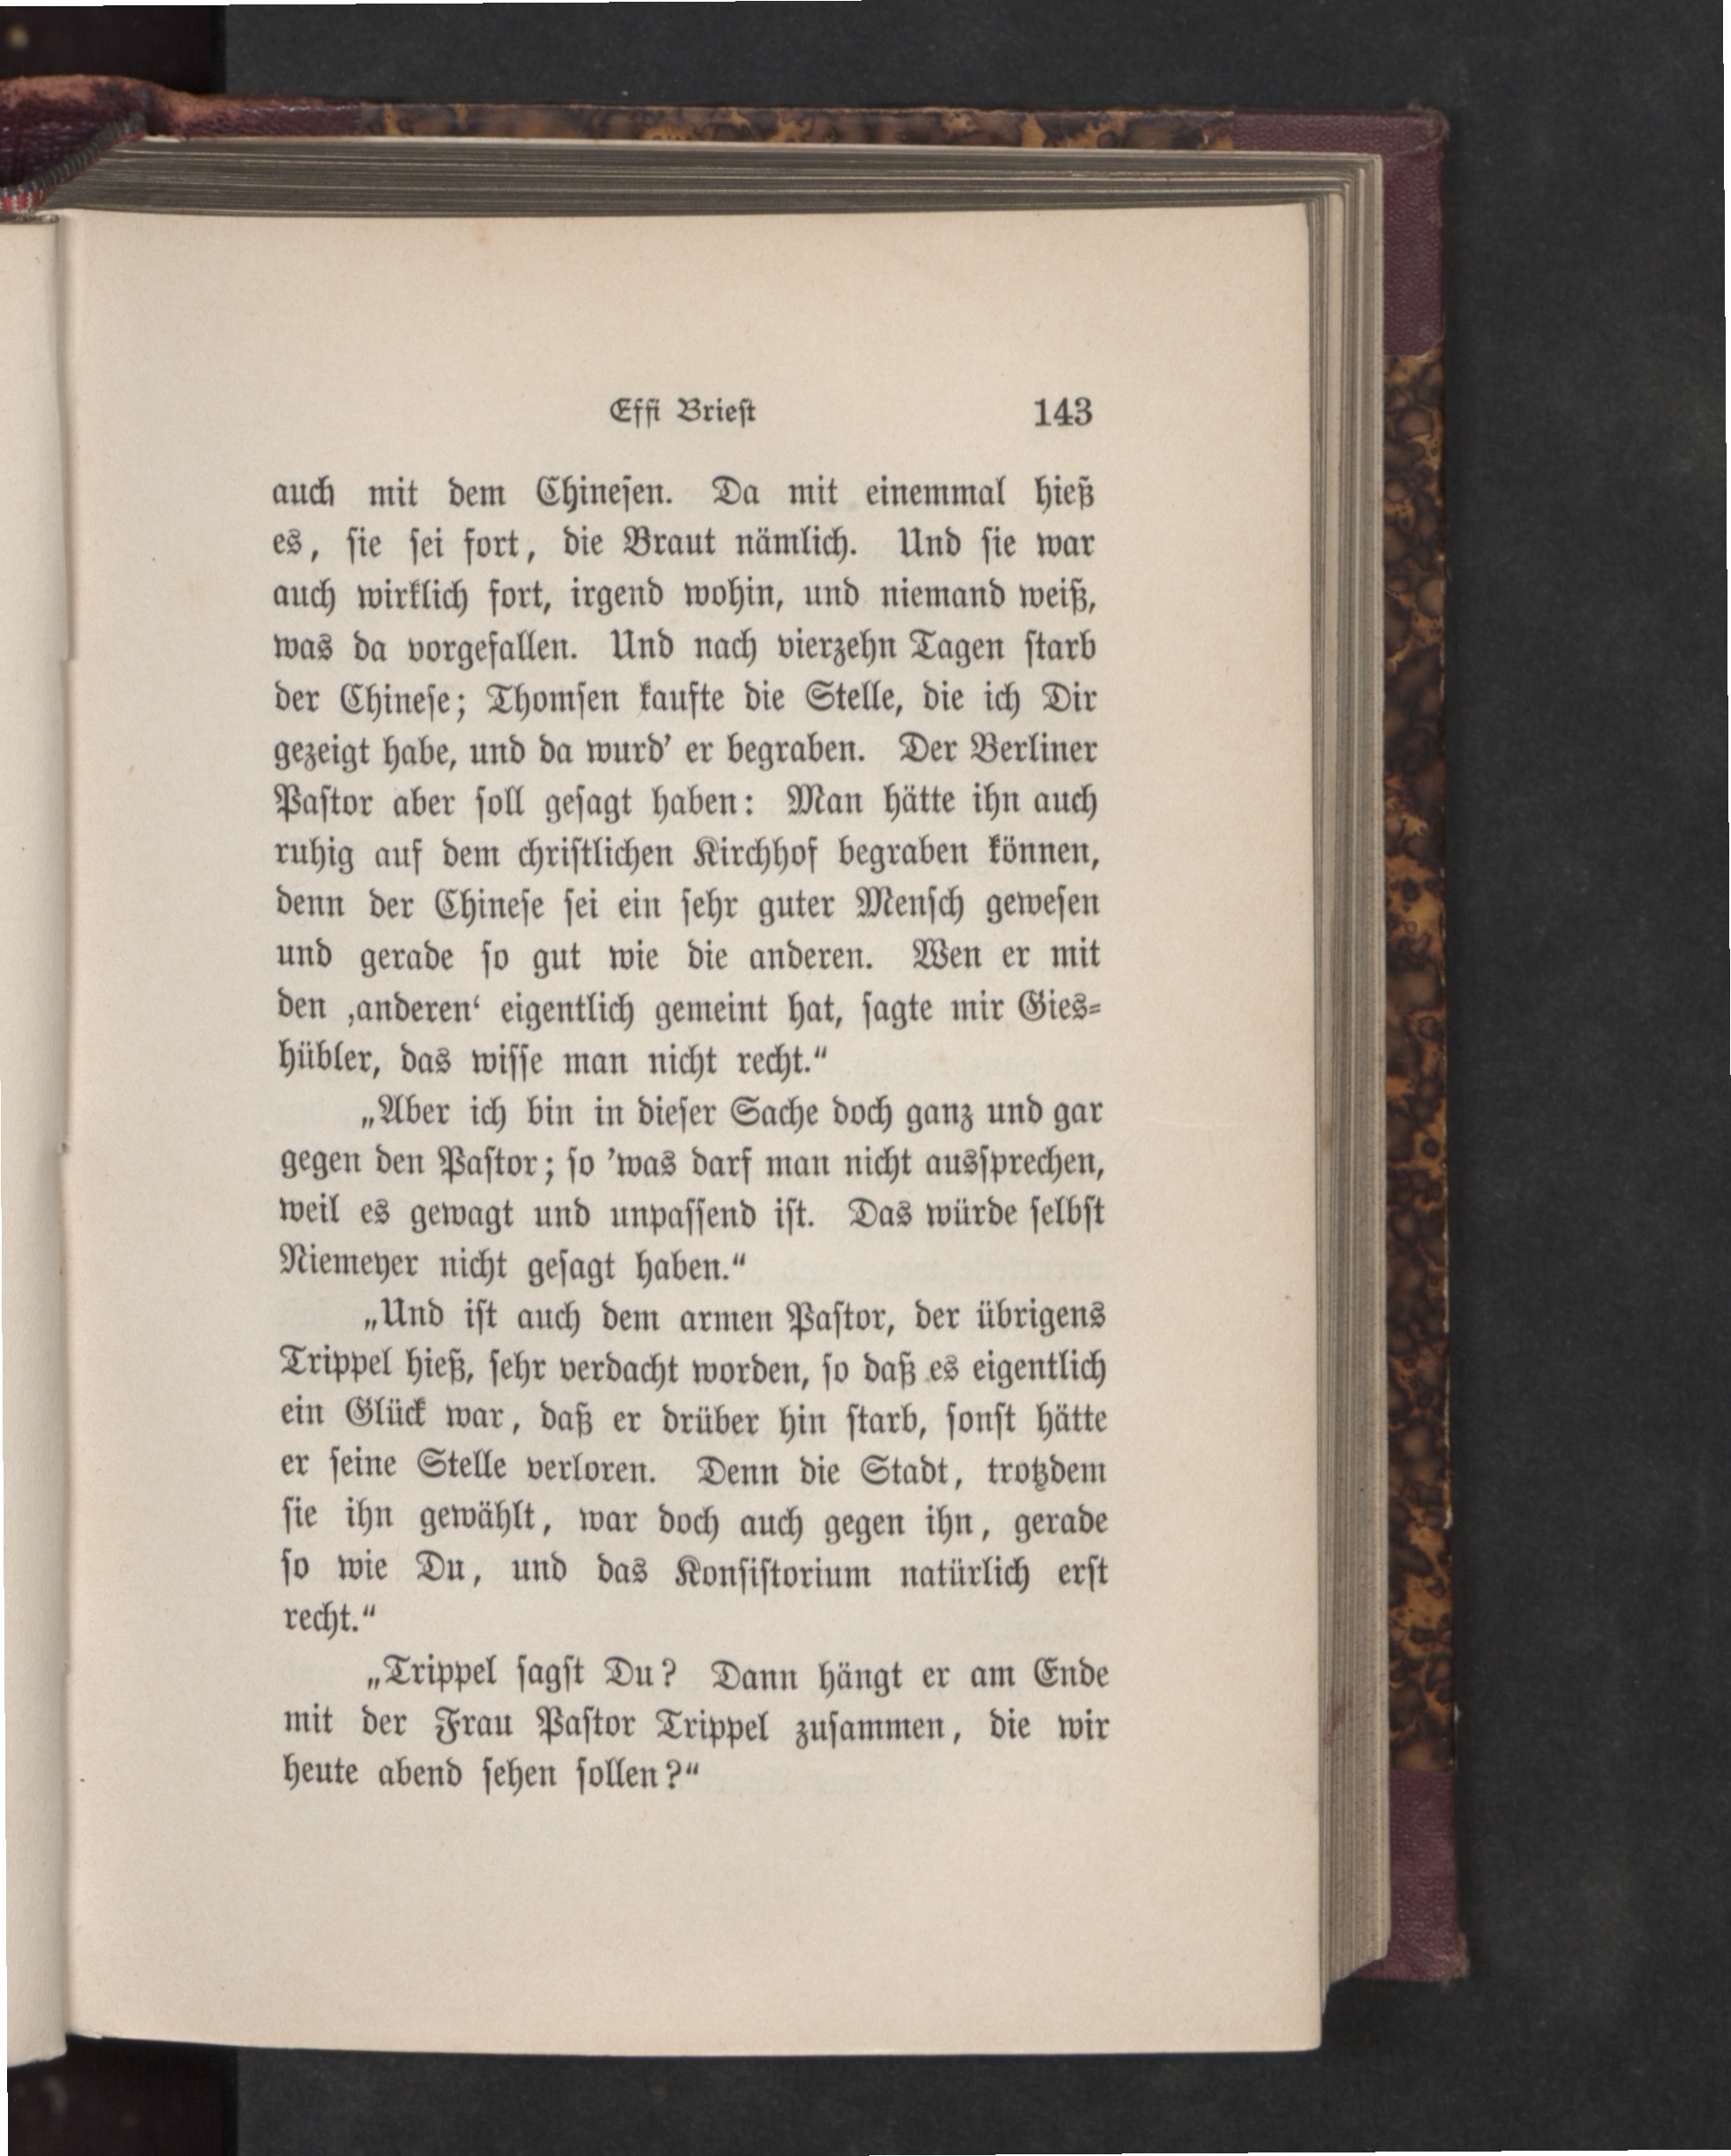 Effi Brieſt 143
auch mit dem Chineſen. Da mit einemmal hieß
es, ſie ſei fort, die Braut nämlich. Und ſie war
auch wirklich fort, irgend wohin, und niemand weiß,
was da vorgefallen. Und nach vierzehn Tagen ſtarb
der Chineſe; Thomſen kaufte die Stelle, die ich Dir
gezeigt habe, und da wurd’ er begraben. Der Berliner
Paſtor aber ſoll geſagt haben: Man hätte ihn auch
ruhig auf dem chriſtlichen Kirchhof begraben können,
denn der Chineſe ſei ein ſehr guter Menſch geweſen
und gerade ſo gut wie die anderen. Wen er mit
den ‚anderen‘ eigentlich gemeint hat, ſagte mir Gies-
hübler, das wiſſe man nicht recht.“
„Aber ich bin in dieſer Sache doch ganz und gar
gegen den Paſtor; ſo ’was darf man nicht ausſprechen,
weil es gewagt und unpaſſend iſt. Das würde ſelbſt
Niemeyer nicht geſagt haben.“
„Und iſt auch dem armen Paſtor, der übrigens
Trippel hieß, ſehr verdacht worden, ſo daß es eigentlich
ein Glück war, daß er drüber hin ſtarb, ſonſt hätte
er ſeine Stelle verloren. Denn die Stadt, trotzdem
ſie ihn gewählt, war doch auch gegen ihn, gerade
ſo wie Du, und das Konſiſtorium natürlich erſt
recht.“
„Trippel ſagſt Du? Dann hängt er am Ende
mit der Frau Paſtor Trippel zuſammen, die wir
heute abend ſehen ſollen?“